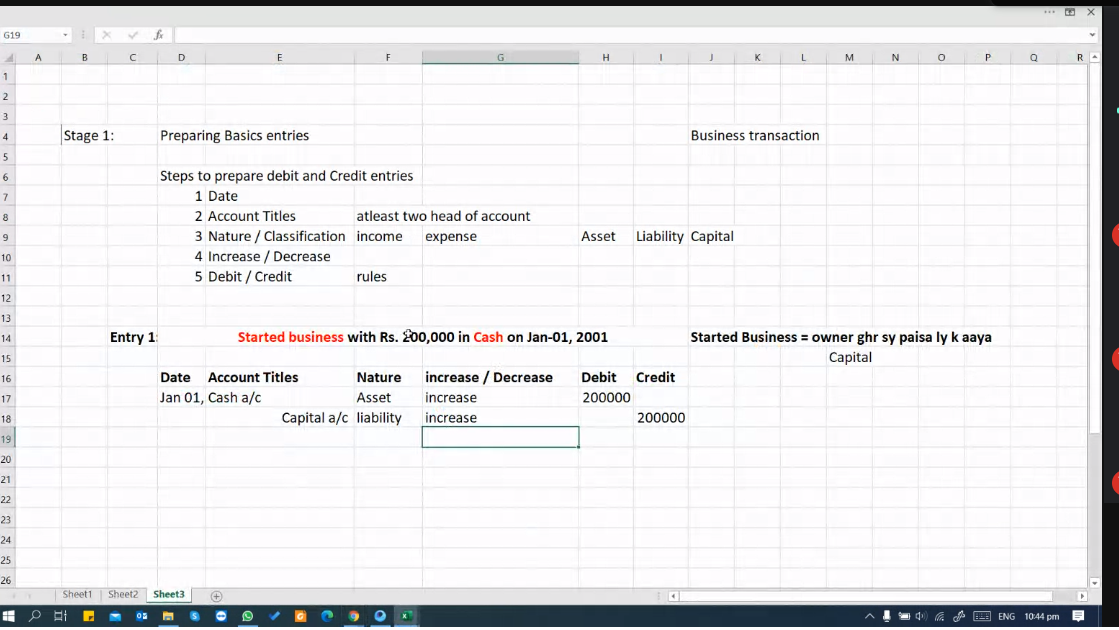 G19
fx
A B C D E F G H I J K L M N O P Q R
1
2
3
4 Stage 1: Preparing Basics entries Business transaction
5
6 Steps to prepare debit and Credit entries
7 1 Date
8 2 Account Titles atleast two head of account
9 3 Nature / Classification income expense Asset Liability Capital
10 4 Increase / Decrease
11 5 Debit / Credit rules
12
13
14 Entry 1: Started business with Rs. 200,000 in Cash on Jan-01, 2001 Started Business = owner ghr sy paisa ly k aaya
15 Capital
16 Date Account Titles Nature increase / Decrease Debit Credit
17 Jan 01, Cash a/c Asset increase 200000
18 Capital a/c liability increase 200000
19
20
21
22
23
24
25
26
Sheet1 Sheet2 Sheet3
ENG 10:44 pm